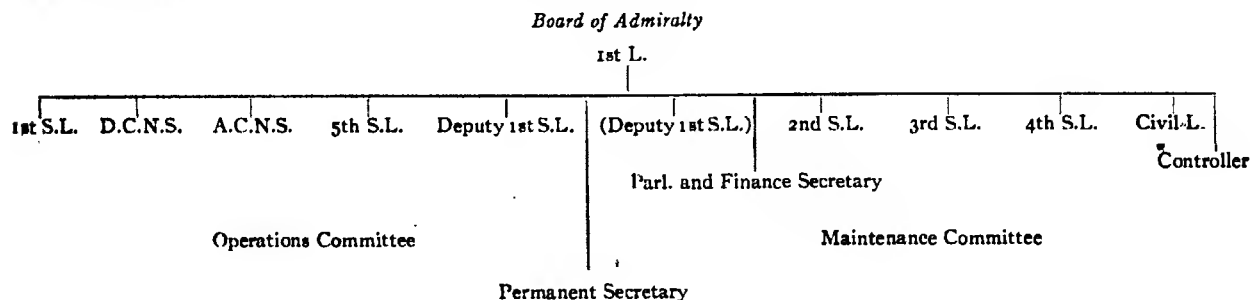 Board of Admiralty
1st L.
1st S.L. D.C.N.S. A.C.N.S. 5th S.L. Deputy 1st S.L. (Deputy 1st S.L.) 2nd S.L. 3rd S.L. 4th S.L. Civil L.
Controller
Parl. and Finance Secretary
Operations Committee Maintenance Committee
Permanent Secretary